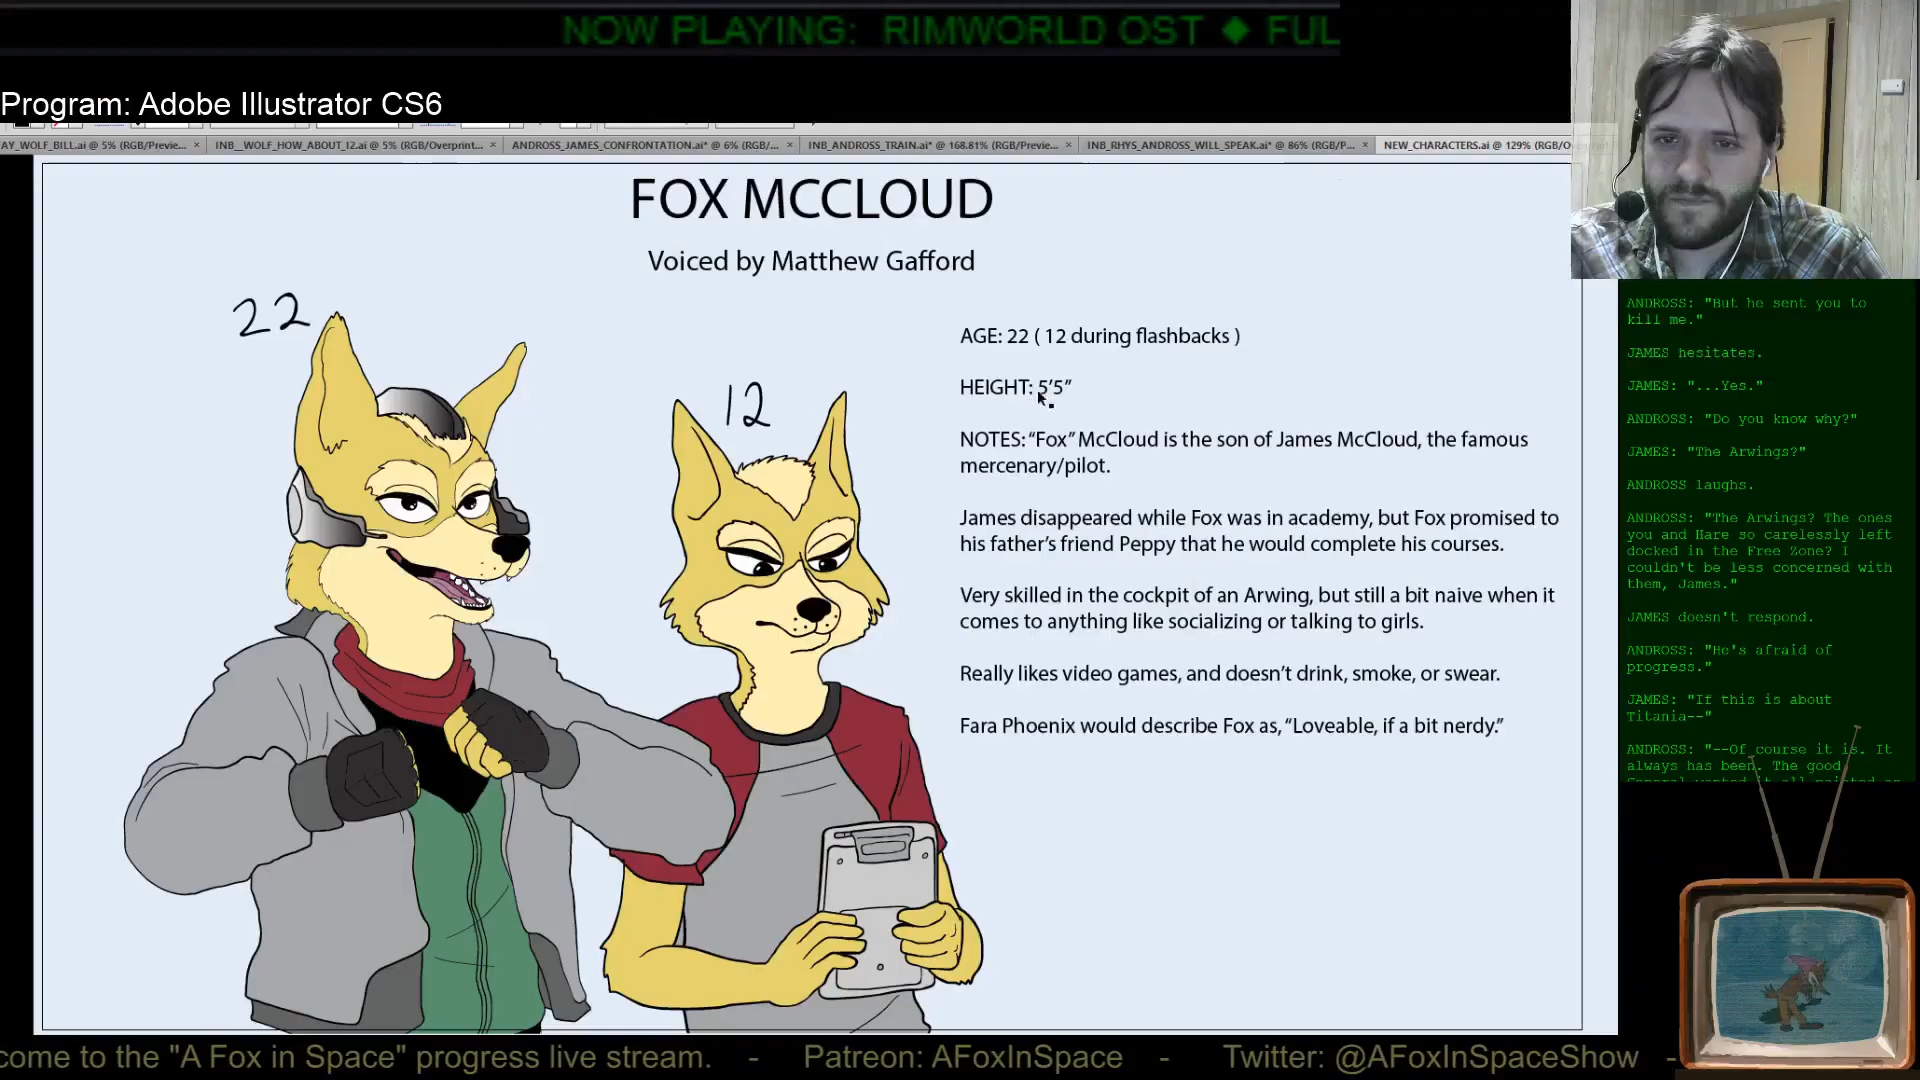 NOW PLAYING: RIMWORLD OST ◆ FUL
Program: Adobe Illustrator CS6
AY_WOLF_BILL.ai @ 5% (RGB/Previe... ×
INB__WOLF_HOW_ABOUT_I2.ai @ 5% (RGB/Overprint... ×
ANDROSS_JAMES_CONFRONTATION.ai* @ 6% (RGB/... ×
INB_ANDROSS_TRAIN.ai* @ 168.81% (RGB/Previe... ×
INB_RHYS_ANDROSS_WILL_SPEAK.ai* @ 86% (RGB/P... ×
NEW_CHARACTERS.ai @ 129% (RGB/O
FOX MCCLOUD
Voiced by Matthew Gafford
22
12
AGE: 22 ( 12 during flashbacks )
HEIGHT: 5'5”
NOTES: “Fox” McCloud is the son of James McCloud, the famous
mercenary/pilot.
James disappeared while Fox was in academy, but Fox promised to
his father’s friend Peppy that he would complete his courses.
Very skilled in the cockpit of an Arwing, but still a bit naive when it
comes to anything like socializing or talking to girls.
Really likes video games, and doesn’t drink, smoke, or swear.
Fara Phoenix would describe Fox as, “Loveable, if a bit nerdy.”
ANDROSS: "But he sent you to
kill me."
JAMES hesitates.
JAMES: "...Yes."
ANDROSS: "Do you know why?"
JAMES: "The Arwings?"
ANDROSS laughs.
ANDROSS: "The Arwings? The ones
you and Hare so carelessly left
docked in the Free Zone? I
couldn't be less concerned with
them, James."
JAMES doesn't respond.
ANDROSS: "He's afraid of
progress."
JAMES: "If this is about
Titania--"
ANDROSS: "--Of course it is. It
always has been. The good
come to the "A Fox in Space" progress live stream. - Patreon: AFoxInSpace - Twitter: @AFoxInSpaceShow -